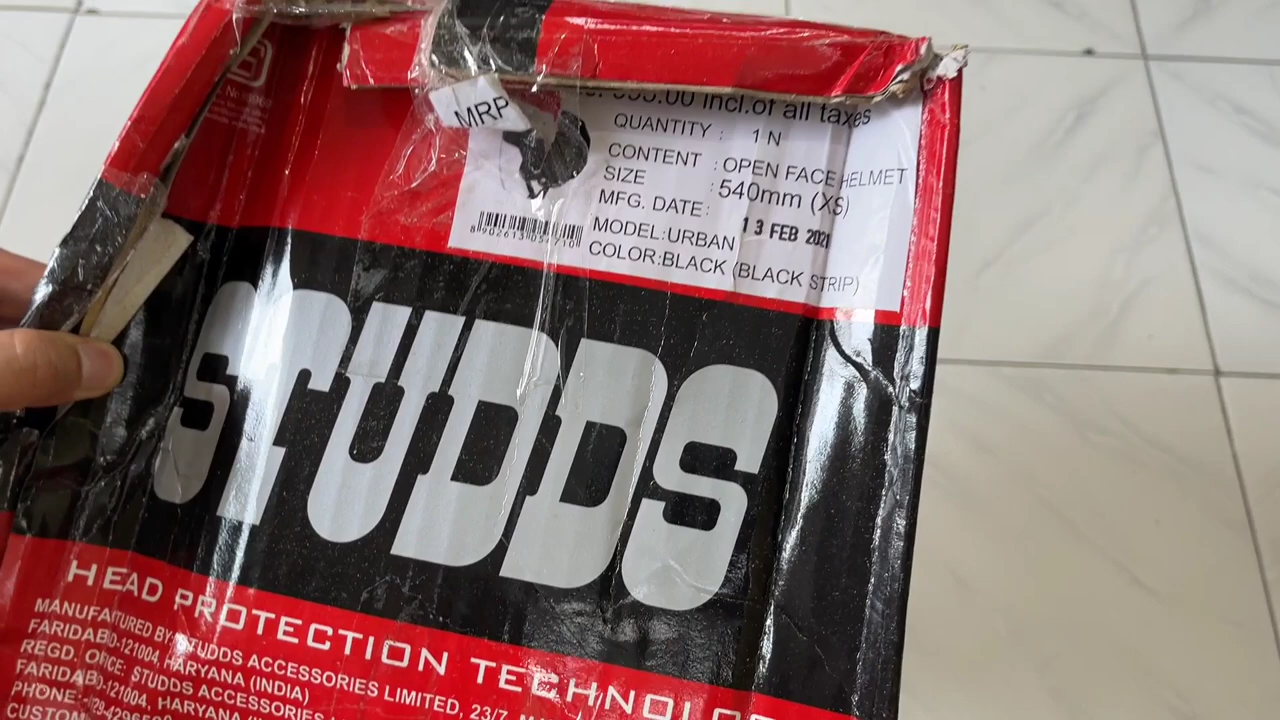 MRP
.00 incl.of all taxes
QUANTITY : 1 N
CONTENT : OPEN FACE HELMET
SIZE : 540mm (XS)
MFG. DATE: 13 FEB 2021
MODEL:URBAN
COLOR:BLACK (BLACK STRIP)
STUDDS
HEAD PROTECTION
MANUFACTURED BY: STUDDS ACCESSORIES LIMITED, 23/7,
FARIDABAD-121004, HARYANA (INDIA)
REGD. OFFICE: STUDDS ACCESSORIES
FARIDABAD-121004, HARYANA
PHONE: